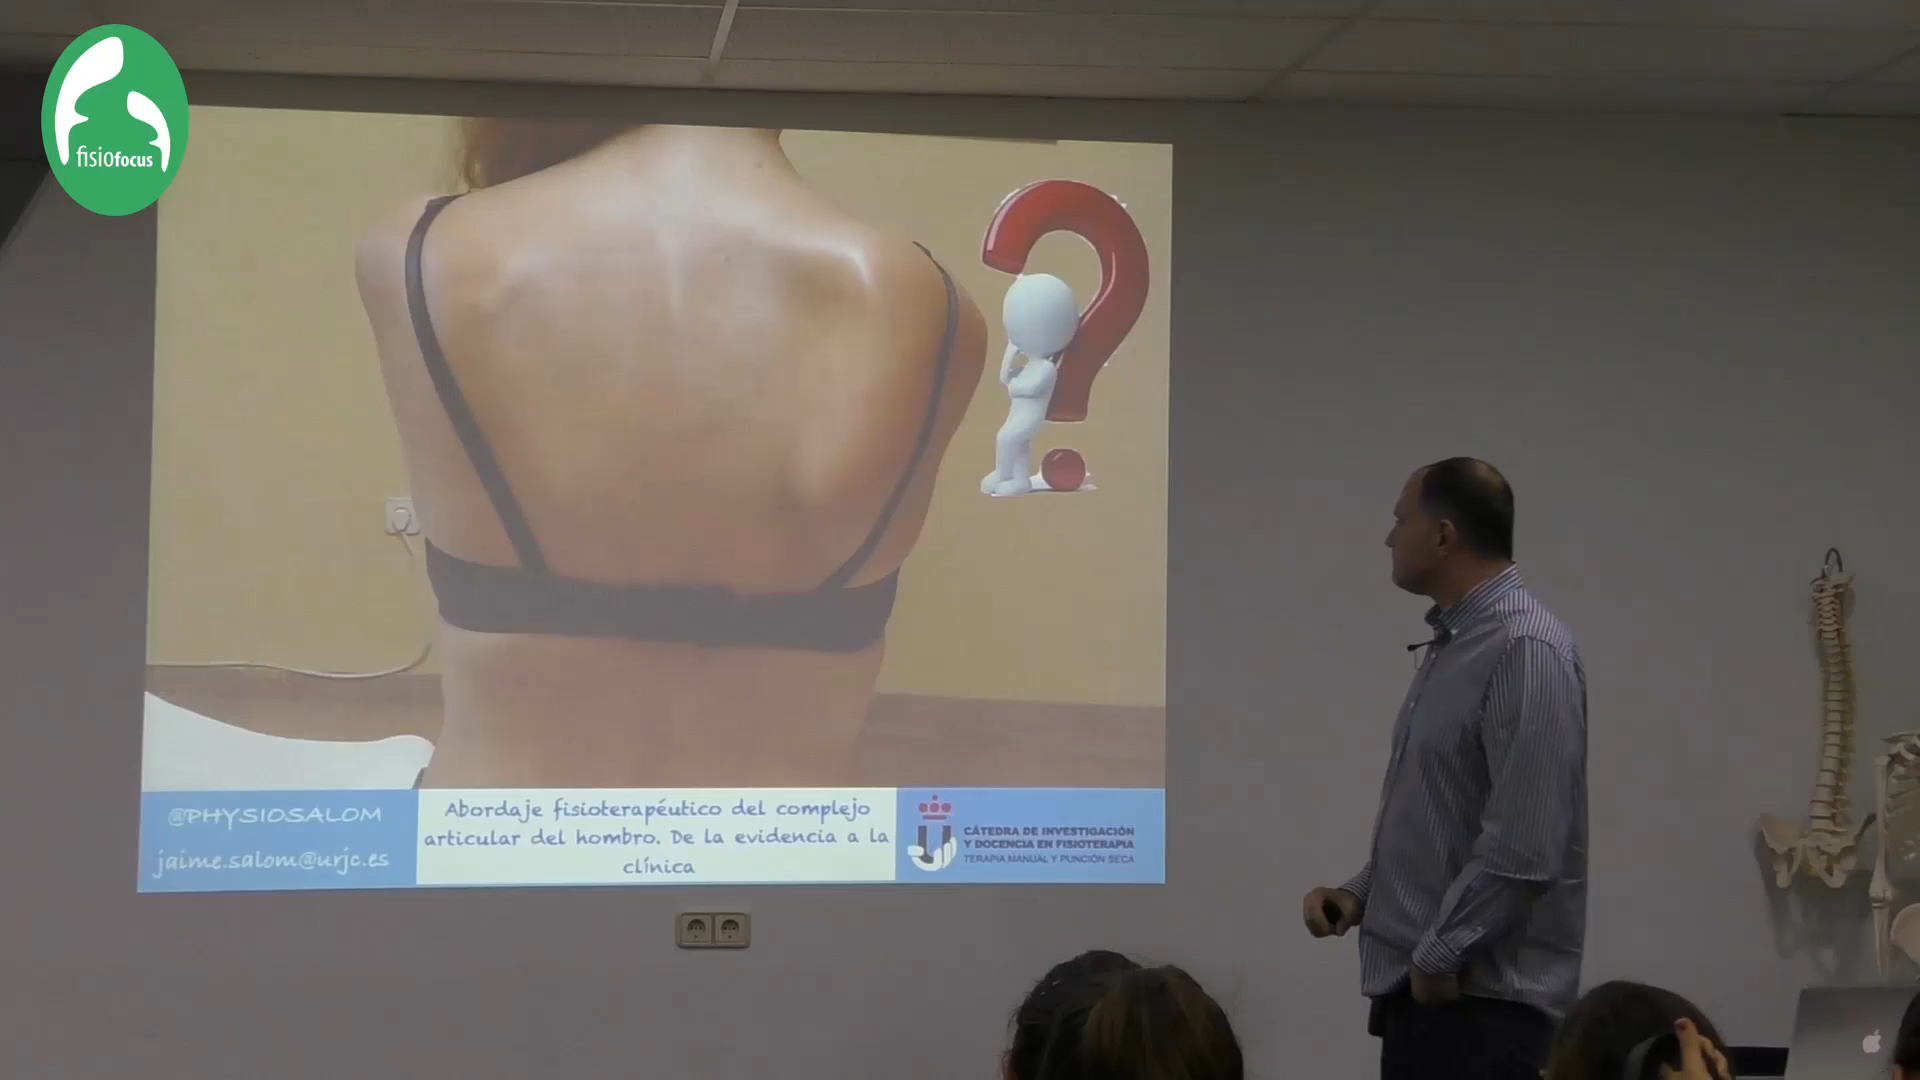 fisiofocus
@PHYSIOSALOM
jaime.salom@urjc.es
Abordaje fisioterapéutico del complejo
articular del hombro. De la evidencia a la
clínica
CÁTEDRA DE INVESTIGACIÓN
Y DOCENCIA EN FISIOTERAPIA
TERAPIA MANUAL Y PUNCIÓN SECA